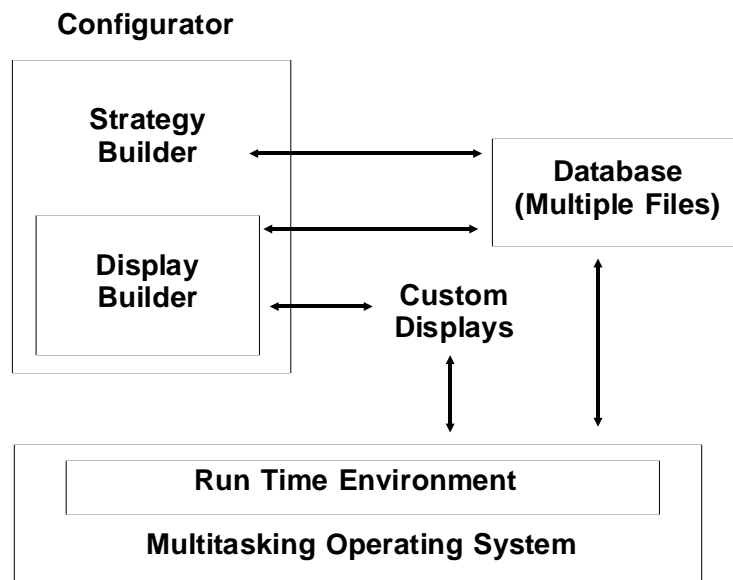 Configurator
Strategy
Builder
Database
(Multiple Files)
Display
Builder
Custom
Displays
Run Time Environment
Multitasking Operating System